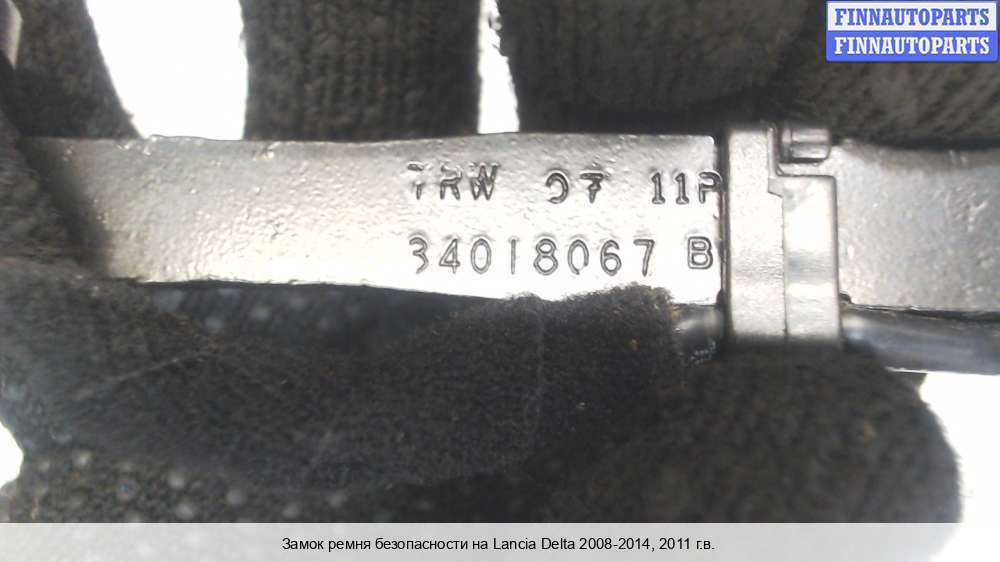 FINNAUTOPARTS
FINNAUTOPARTS
TRW 07 11P
34018067 B
Замок ремня безопасности на Lancia Delta 2008-2014, 2011 г.в.